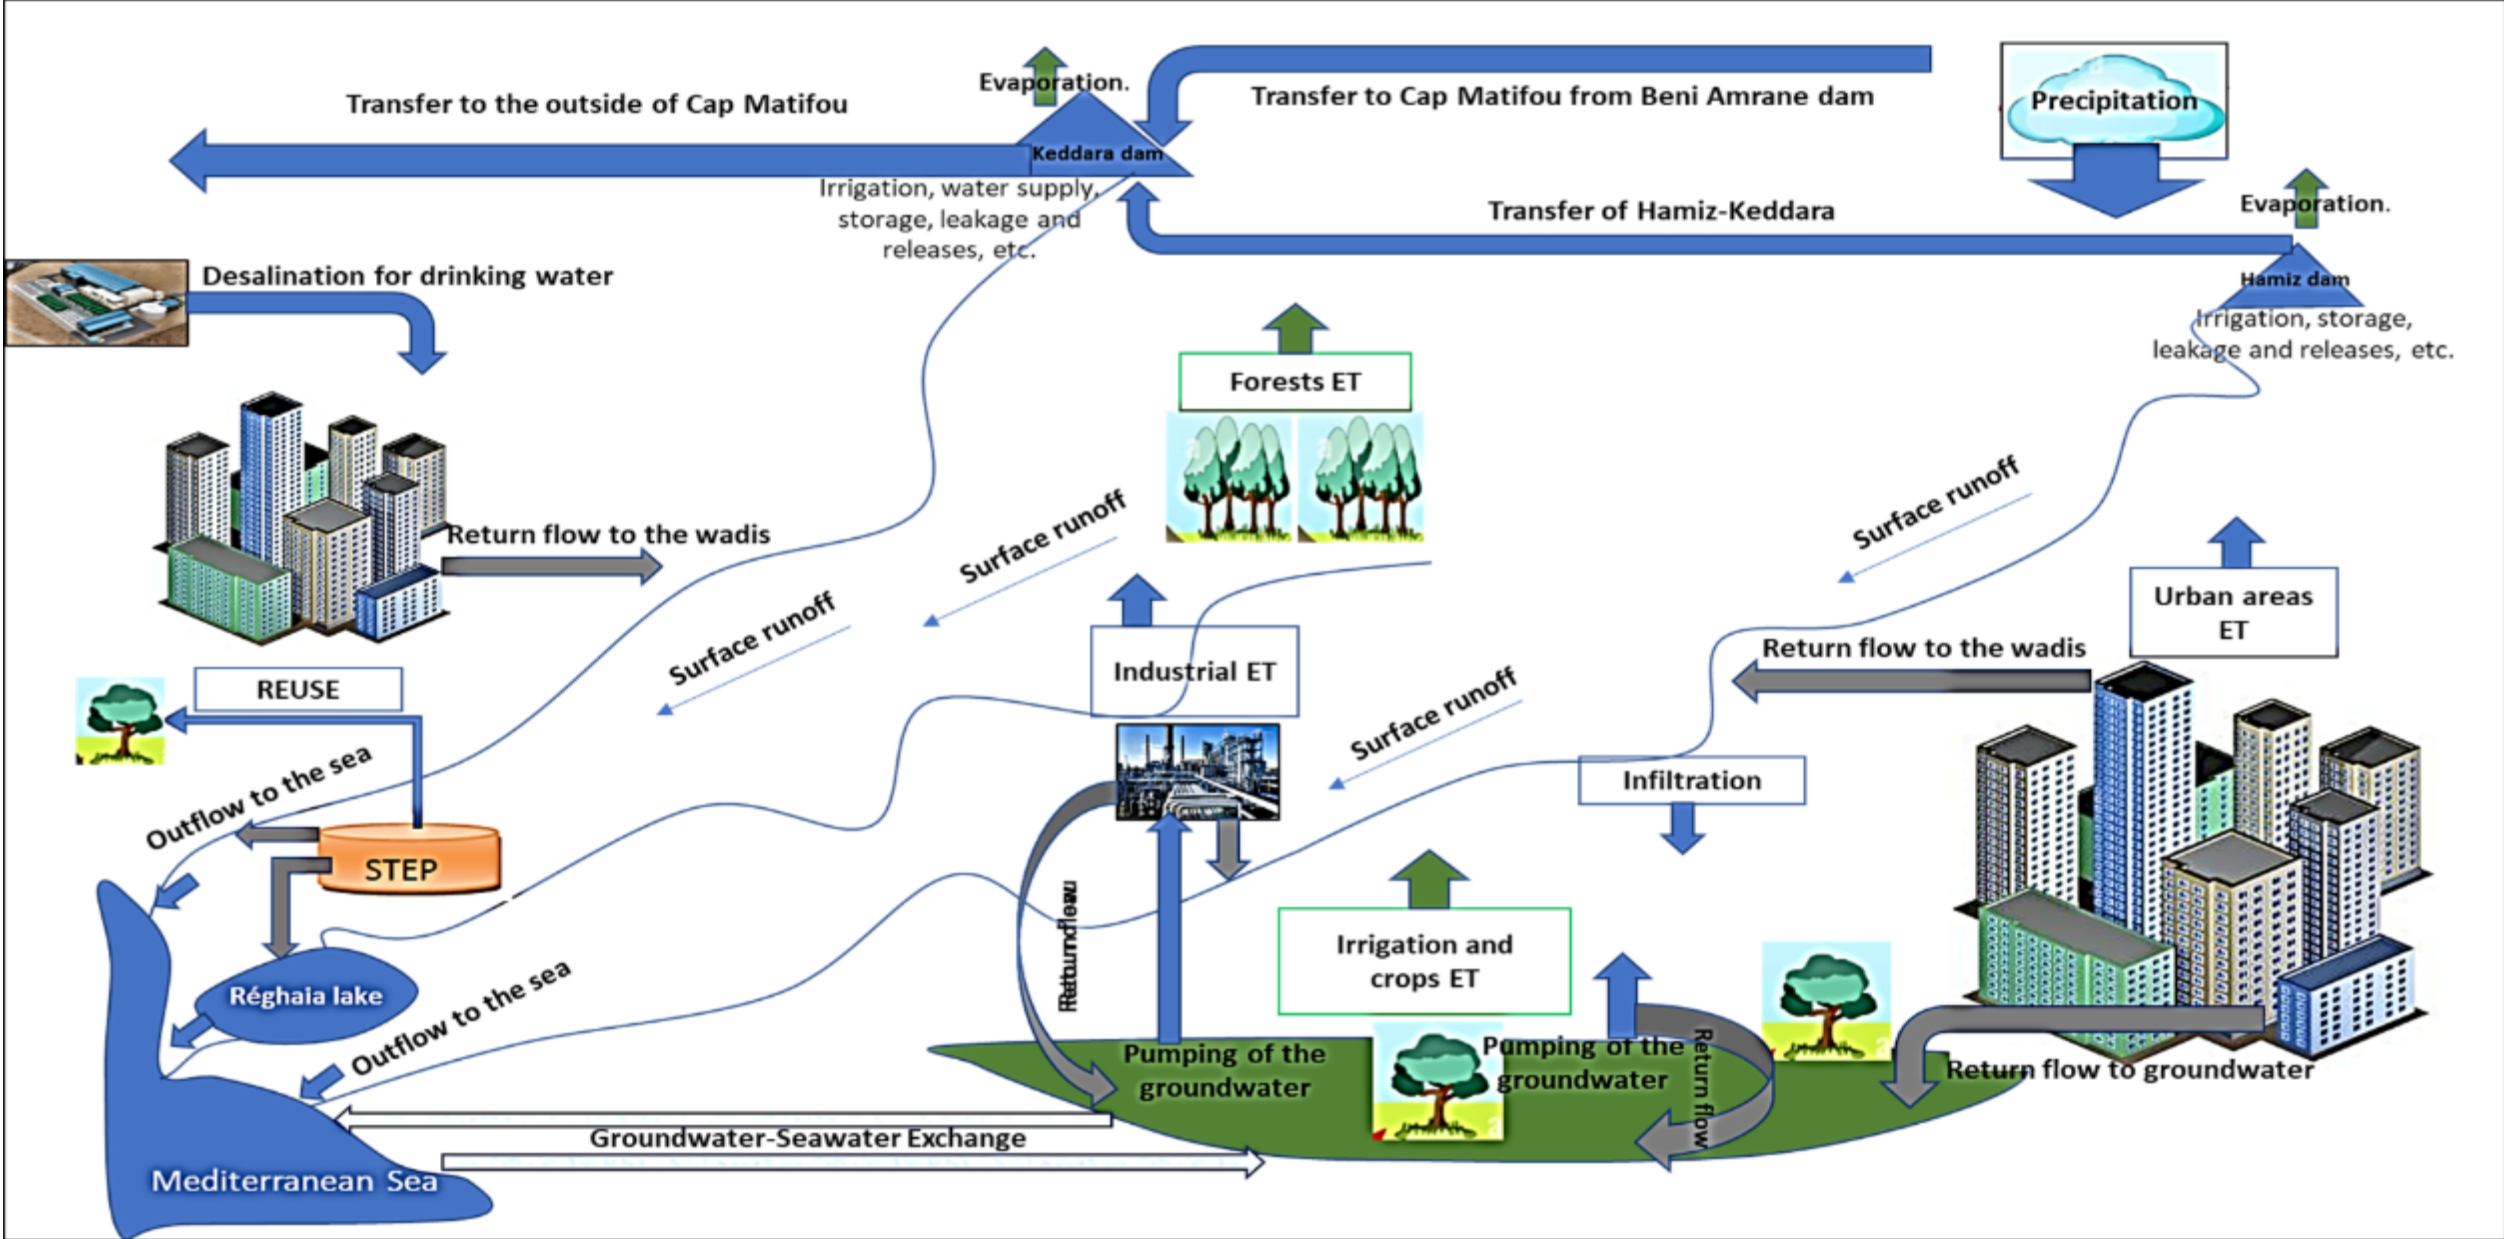 Evaporation.
Transfer to the outside of Cap Matifou
Transfer to Cap Matifou from Beni Amrane dam
Precipitation
Keddara dam
Irrigation, water supply,
storage, leakage and
releases, etc.
Transfer of Hamiz-Keddara
Evaporation.
Hamiz dam
Irrigation, storage,
leakage and releases, etc.
Desalination for drinking water
Forests ET
Surface runoff
Surface runoff
Return flow to the wadis
Surface runoff
Urban areas
ET
Industrial ET
Return flow to the wadis
REUSE
Surface runoff
Infiltration
Outflow to the sea
STEP
Irrigation and
crops ET
Réghaia lake
Outflow to the sea
Pumping of the
groundwater
Pumping of the
groundwater
Return flow
Return flow to groundwater
Groundwater-Seawater Exchange
Mediterranean Sea